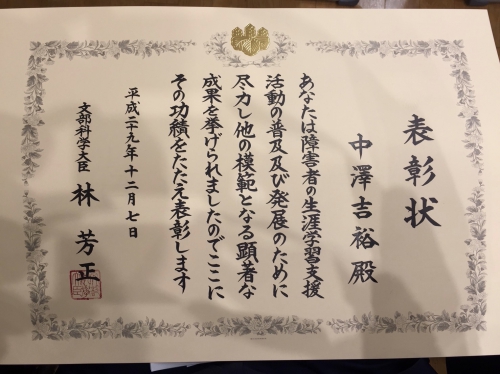 表彰状
中澤吉裕 殿
あなたは障害者の生涯学習支援
活動の普及及び発展のために
尽力し他の模範となる顕著な
成果を挙げられましたのでここに
その功績をたたえ表彰します
平成二十九年十二月七日
文部科学大臣 林 芳正